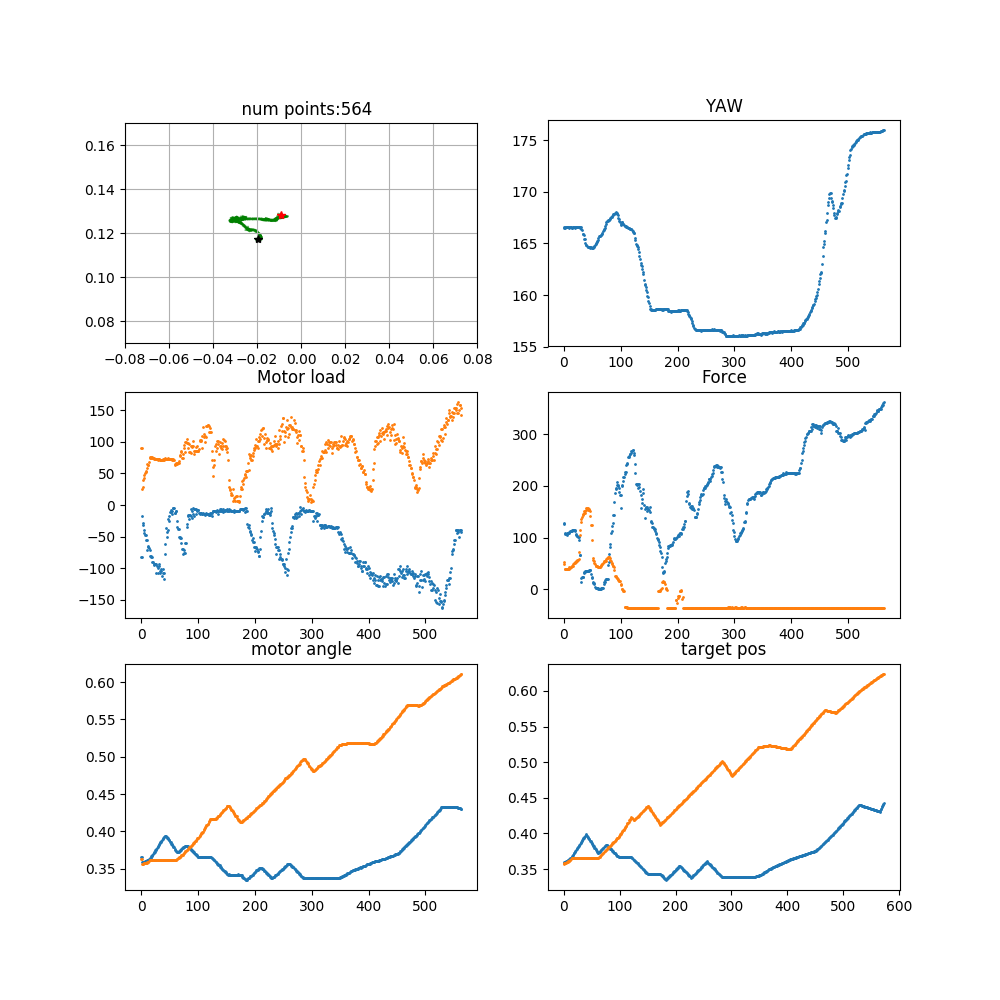 num points:564
YAW
0.16
0.14
0.12
0.10
0.08
−0.08 −0.06 −0.04 −0.02 0.00 0.02 0.04 0.06 0.08
175
170
165
160
155
0 100 200 300 400 500
Motor load
Force
150
100
50
0
−50
−100
−150
0 100 200 300 400 500
300
200
100
0
0 100 200 300 400 500
motor angle
target pos
0.60
0.55
0.50
0.45
0.40
0.35
0 100 200 300 400 500
0.60
0.55
0.50
0.45
0.40
0.35
0 100 200 300 400 500 600